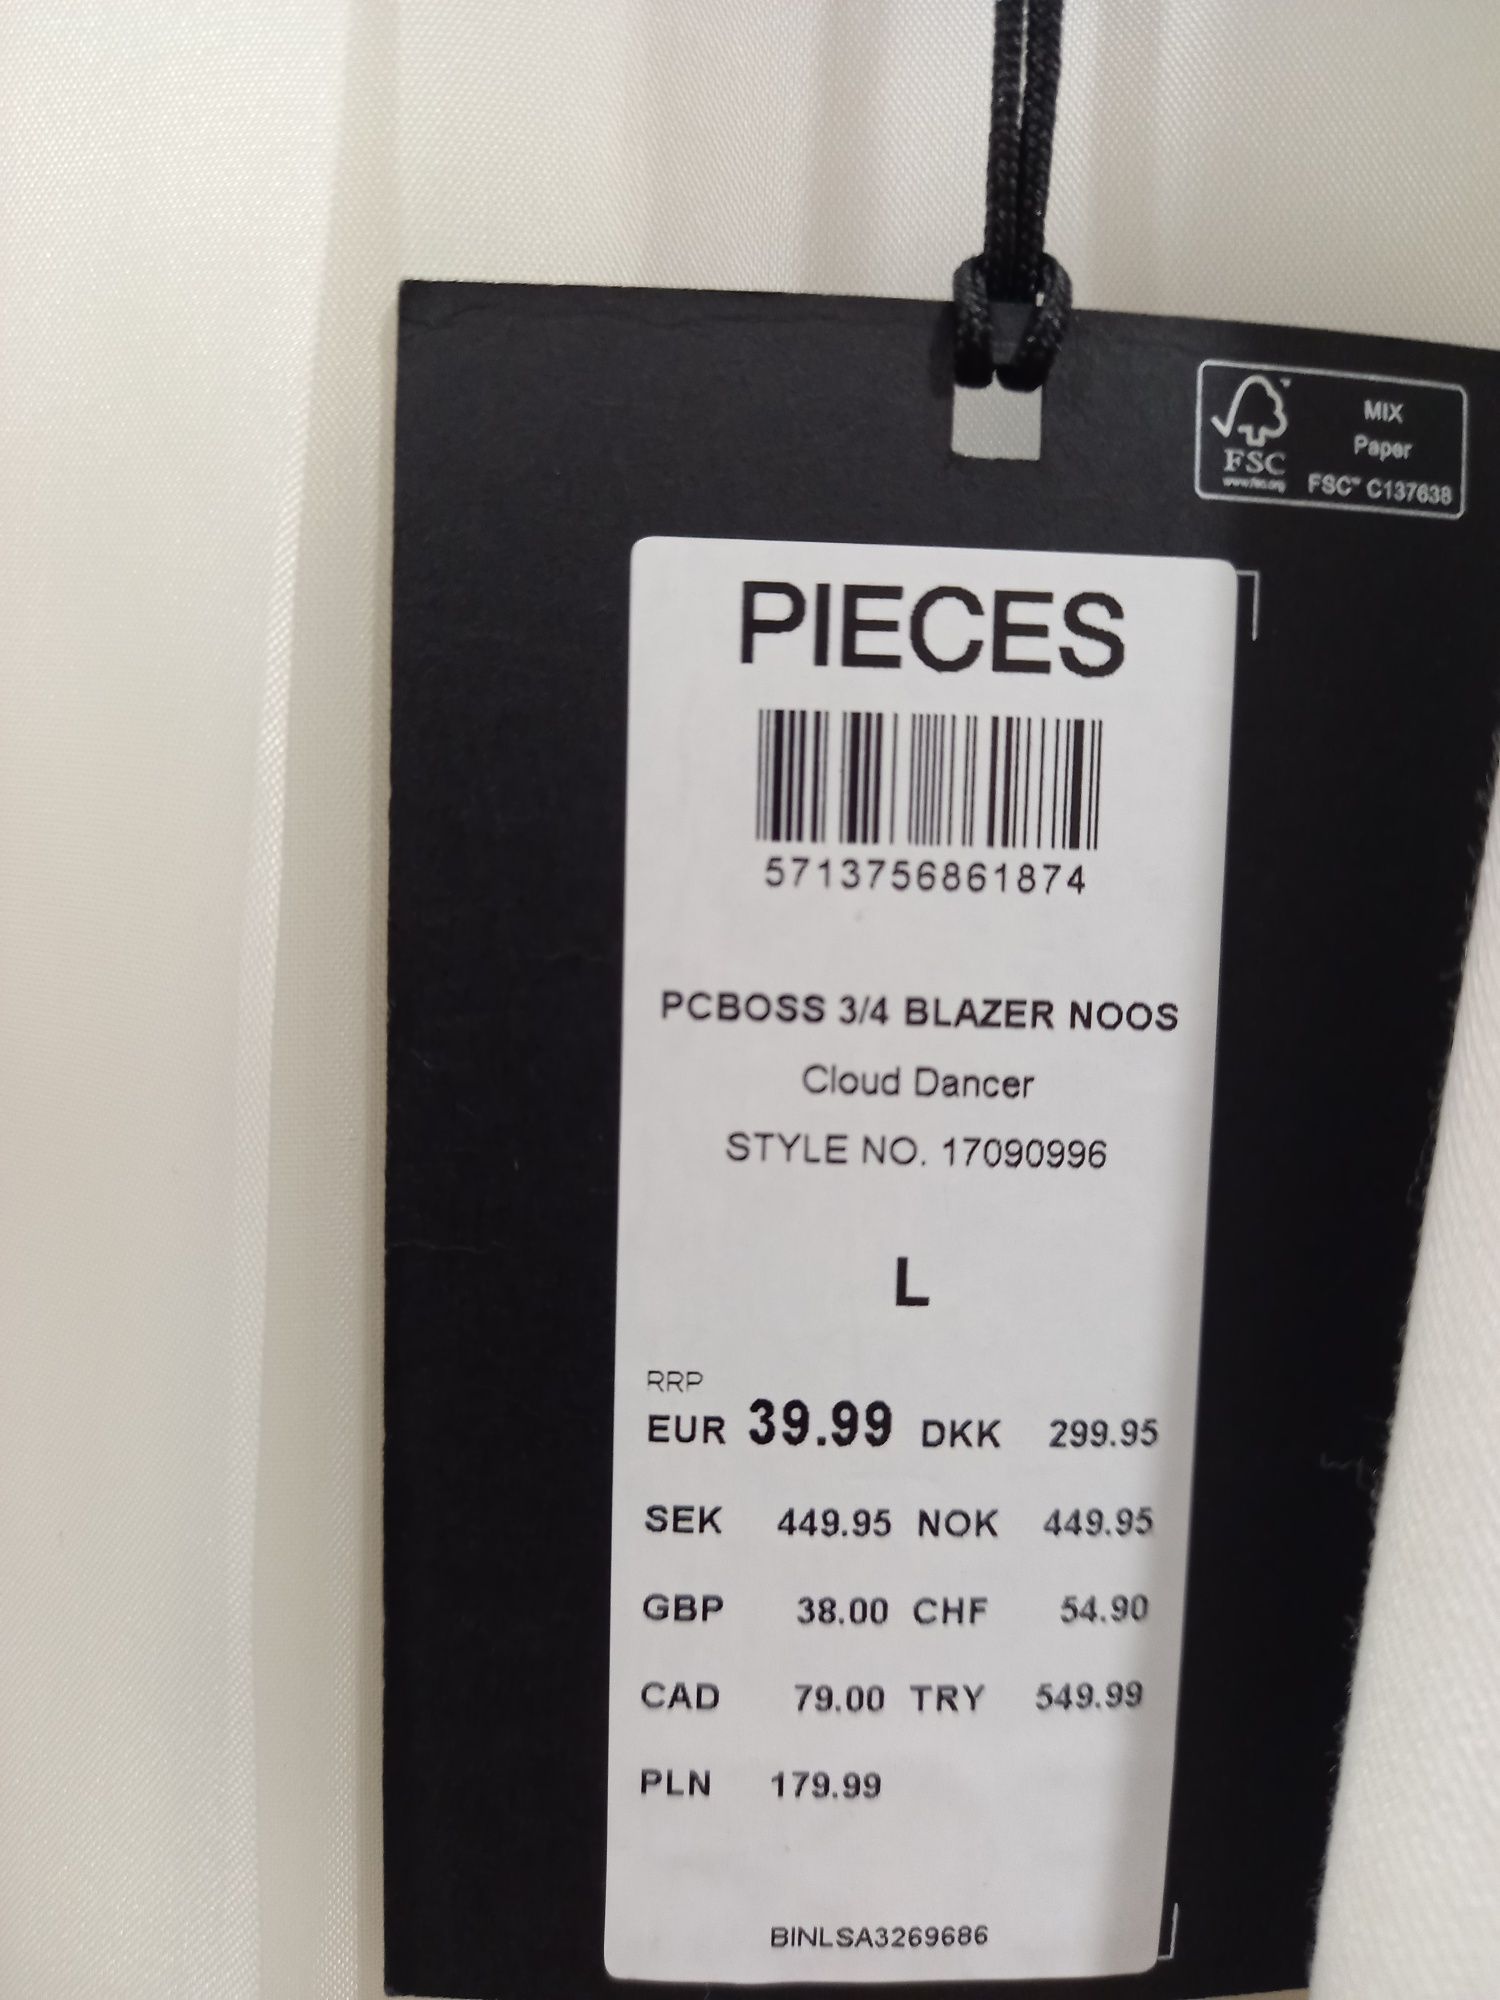 MIX
Paper
FSC
www.fsc.org
FSC™ C137638
PIECES
5713756861874
PCBOSS 3/4 BLAZER NOOS
Cloud Dancer
STYLE NO. 17090996
L
RRP
EUR 39.99 DKK 299.95
SEK 449.95 NOK 449.95
GBP 38.00 CHF 54.90
CAD 79.00 TRY 549.99
PLN 179.99
BINLSA3269686